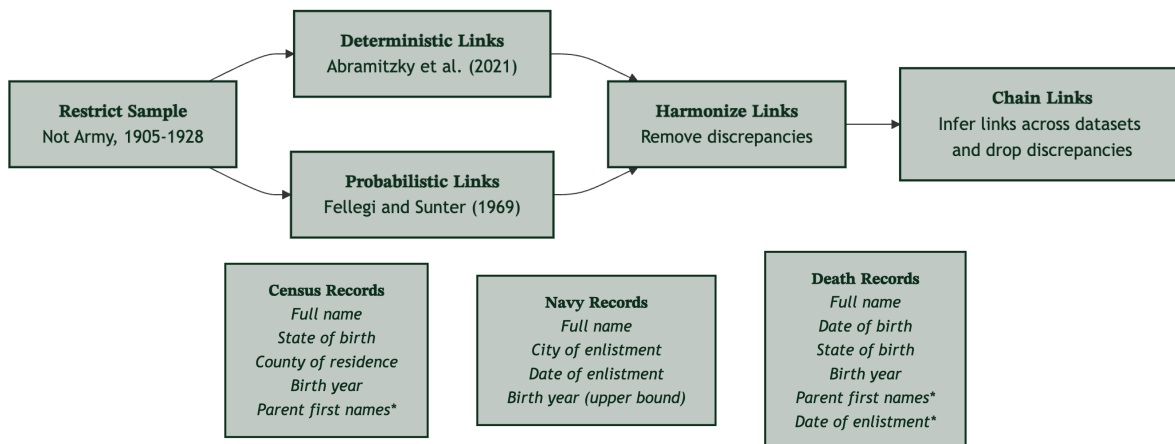 Restrict Sample
Not Army, 1905-1928
Deterministic Links
Abramitzky et al. (2021)
Probabilistic Links
Fellegi and Sunter (1969)
Harmonize Links
Remove discrepancies
Chain Links
Infer links across datasets
and drop discrepancies
Census Records
Full name
State of birth
County of residence
Birth year
Parent first names*
Navy Records
Full name
City of enlistment
Date of enlistment
Birth year (upper bound)
Death Records
Full name
Date of birth
State of birth
Birth year
Parent first names*
Date of enlistment*